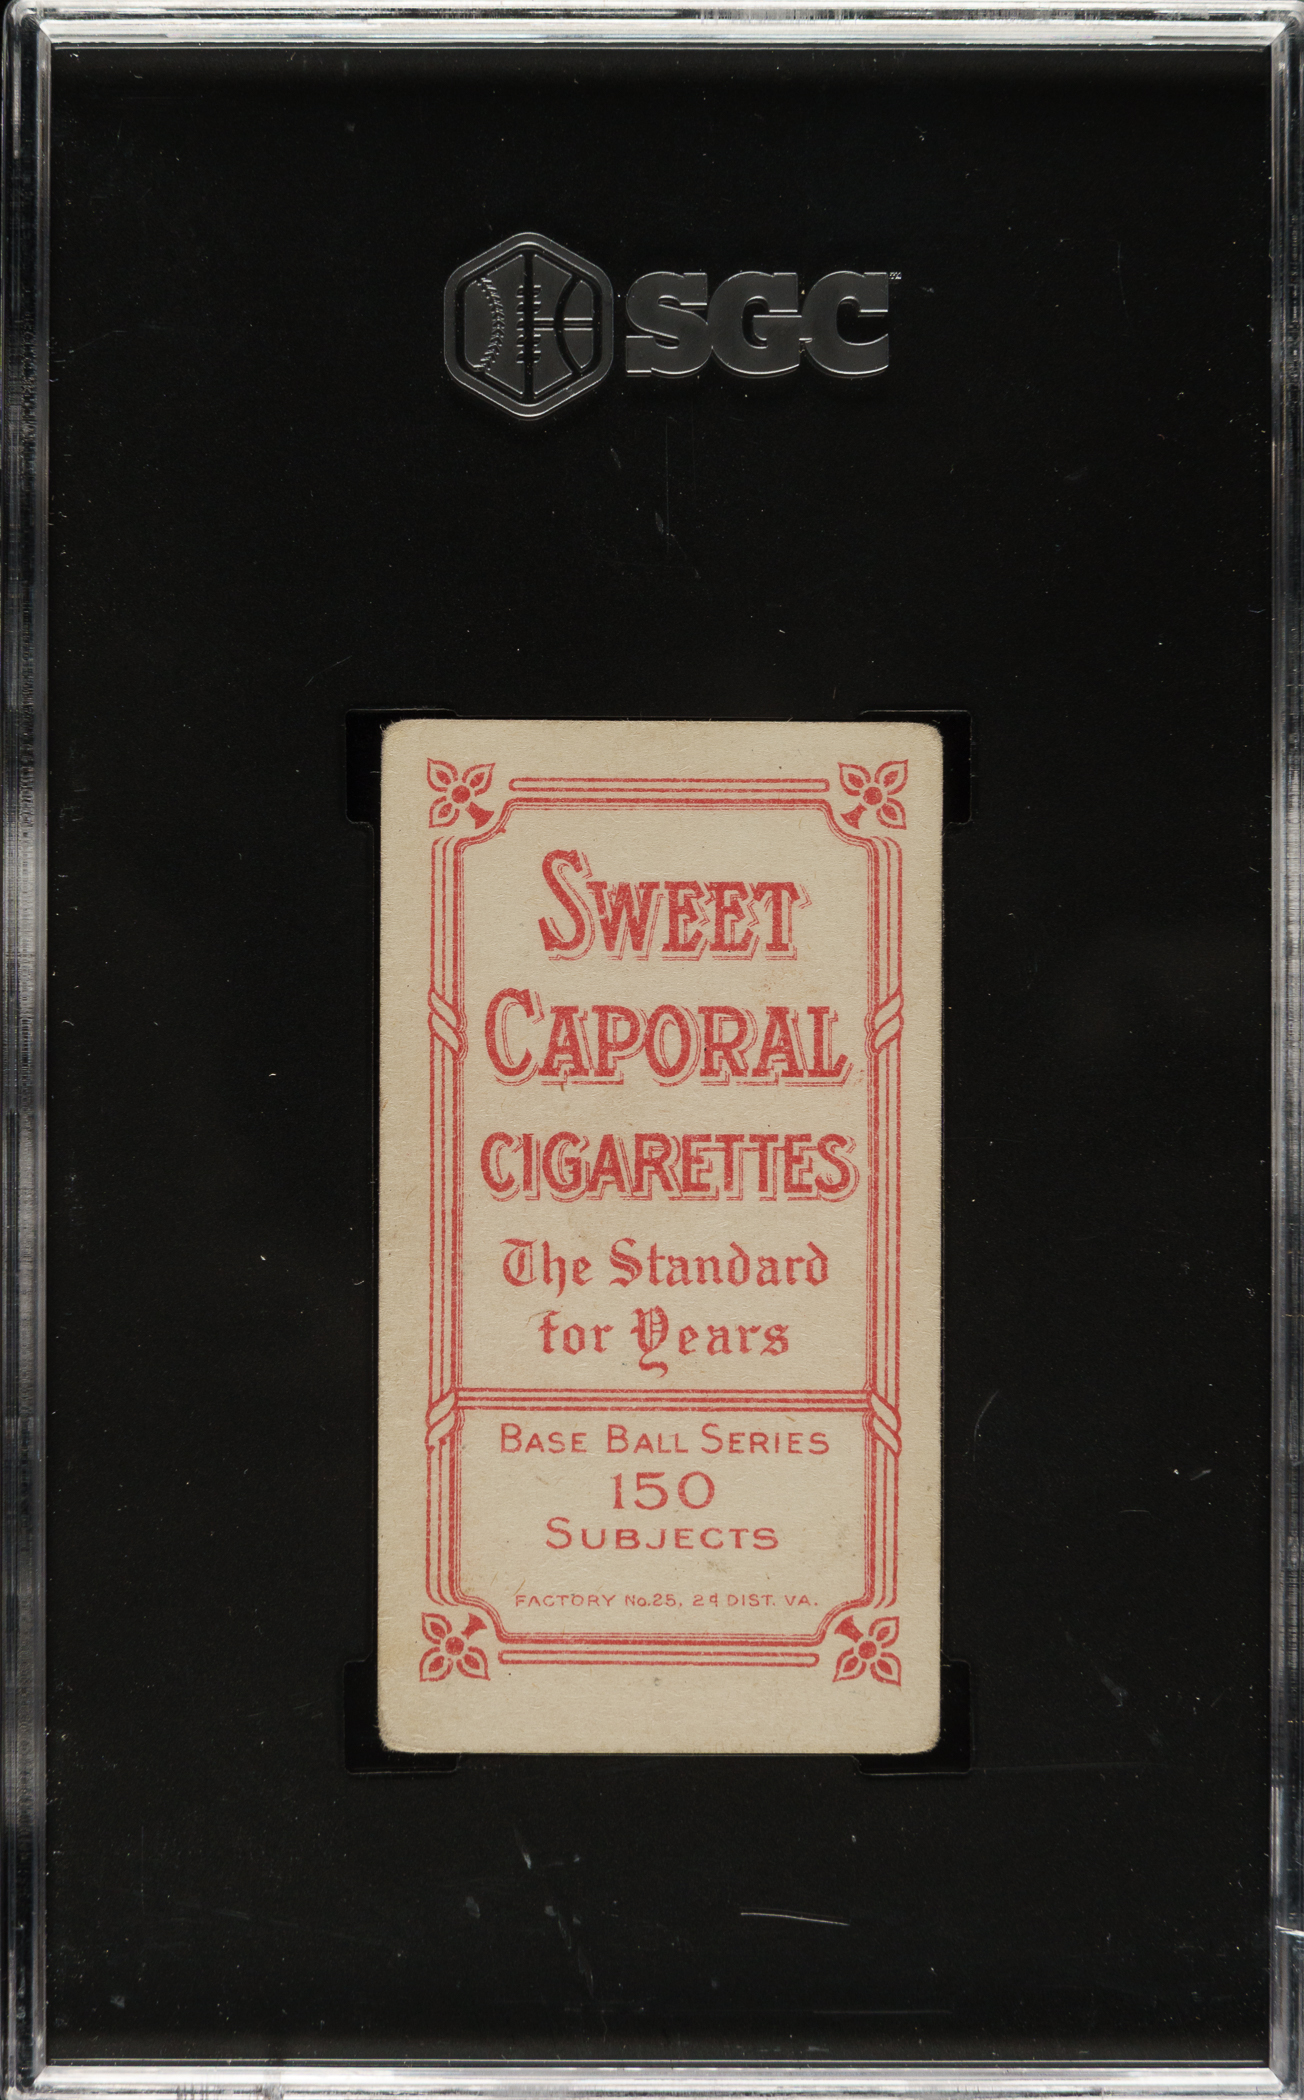 SGC
SWEET
CAPORAL
CIGARETTES
The Standard
for Years
BASE BALL SERIES
150
SUBJECTS
FACTORY No.25, 2d DIST. VA.